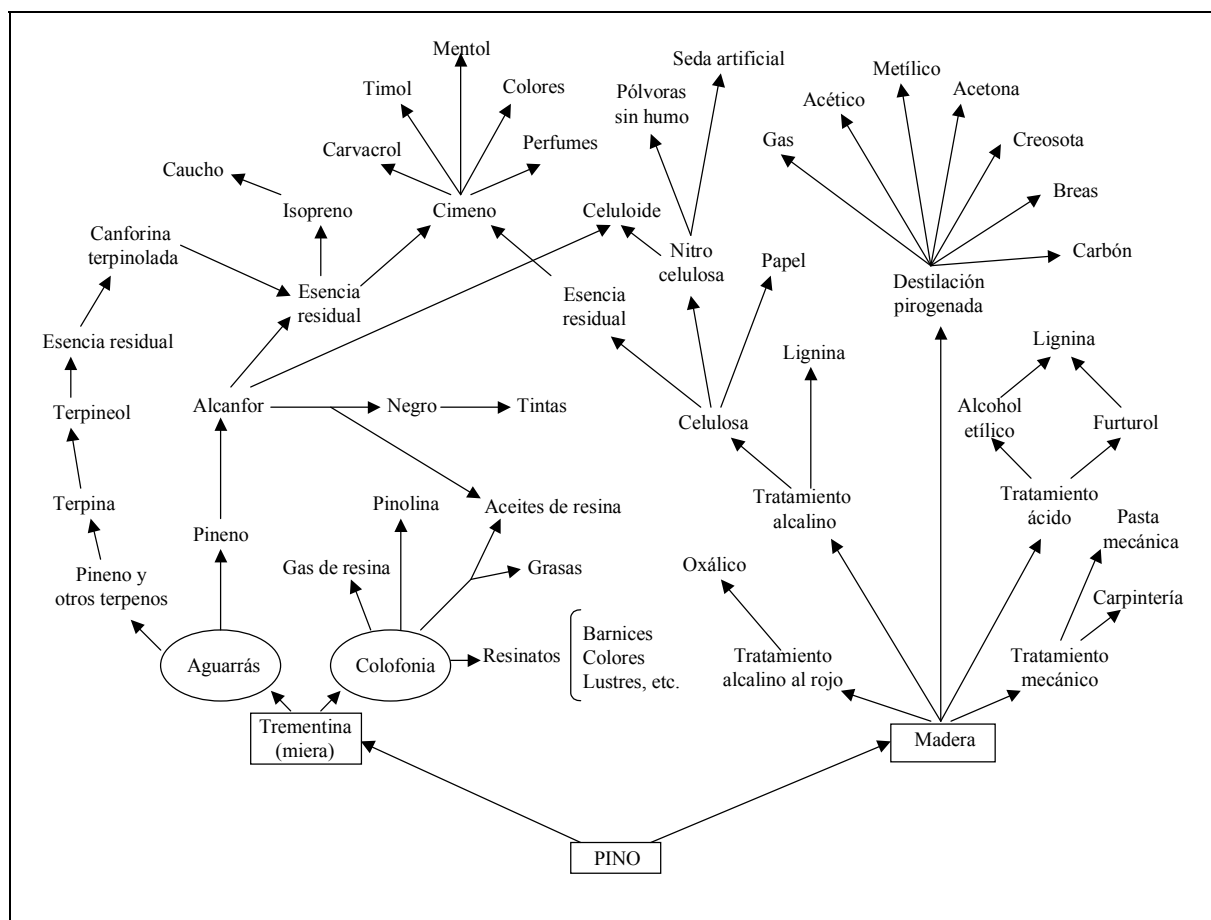 Mentol
Seda artificial
Metílico
Timol
Colores
Pólvoras
sin humo
Acético
Acetona
Gas
Creosota
Carvacrol
Perfumes
Caucho
Breas
Isopreno
Cimeno
Celuloide
Canforina
terpinolada
Nitro
celulosa
Papel
Carbón
Esencia
residual
Esencia
residual
Destilación
pirogenada
Esencia residual
Lignina
Lignina
Terpineol
Alcanfor
Negro
Tintas
Celulosa
Alcohol
etílico
Furturol
Terpina
Pinolina
Aceites de resina
Tratamiento
alcalino
Tratamiento
ácido
Pasta
mecánica
Pineno
Pineno y
otros terpenos
Gas de resina
Grasas
Oxálico
Carpintería
Aguarrás
Colofonia
Resinatos
Barnices
Colores
Lustres, etc.
Tratamiento
alcalino al rojo
Tratamiento
mecánico
Trementina
(miera)
Madera
PINO